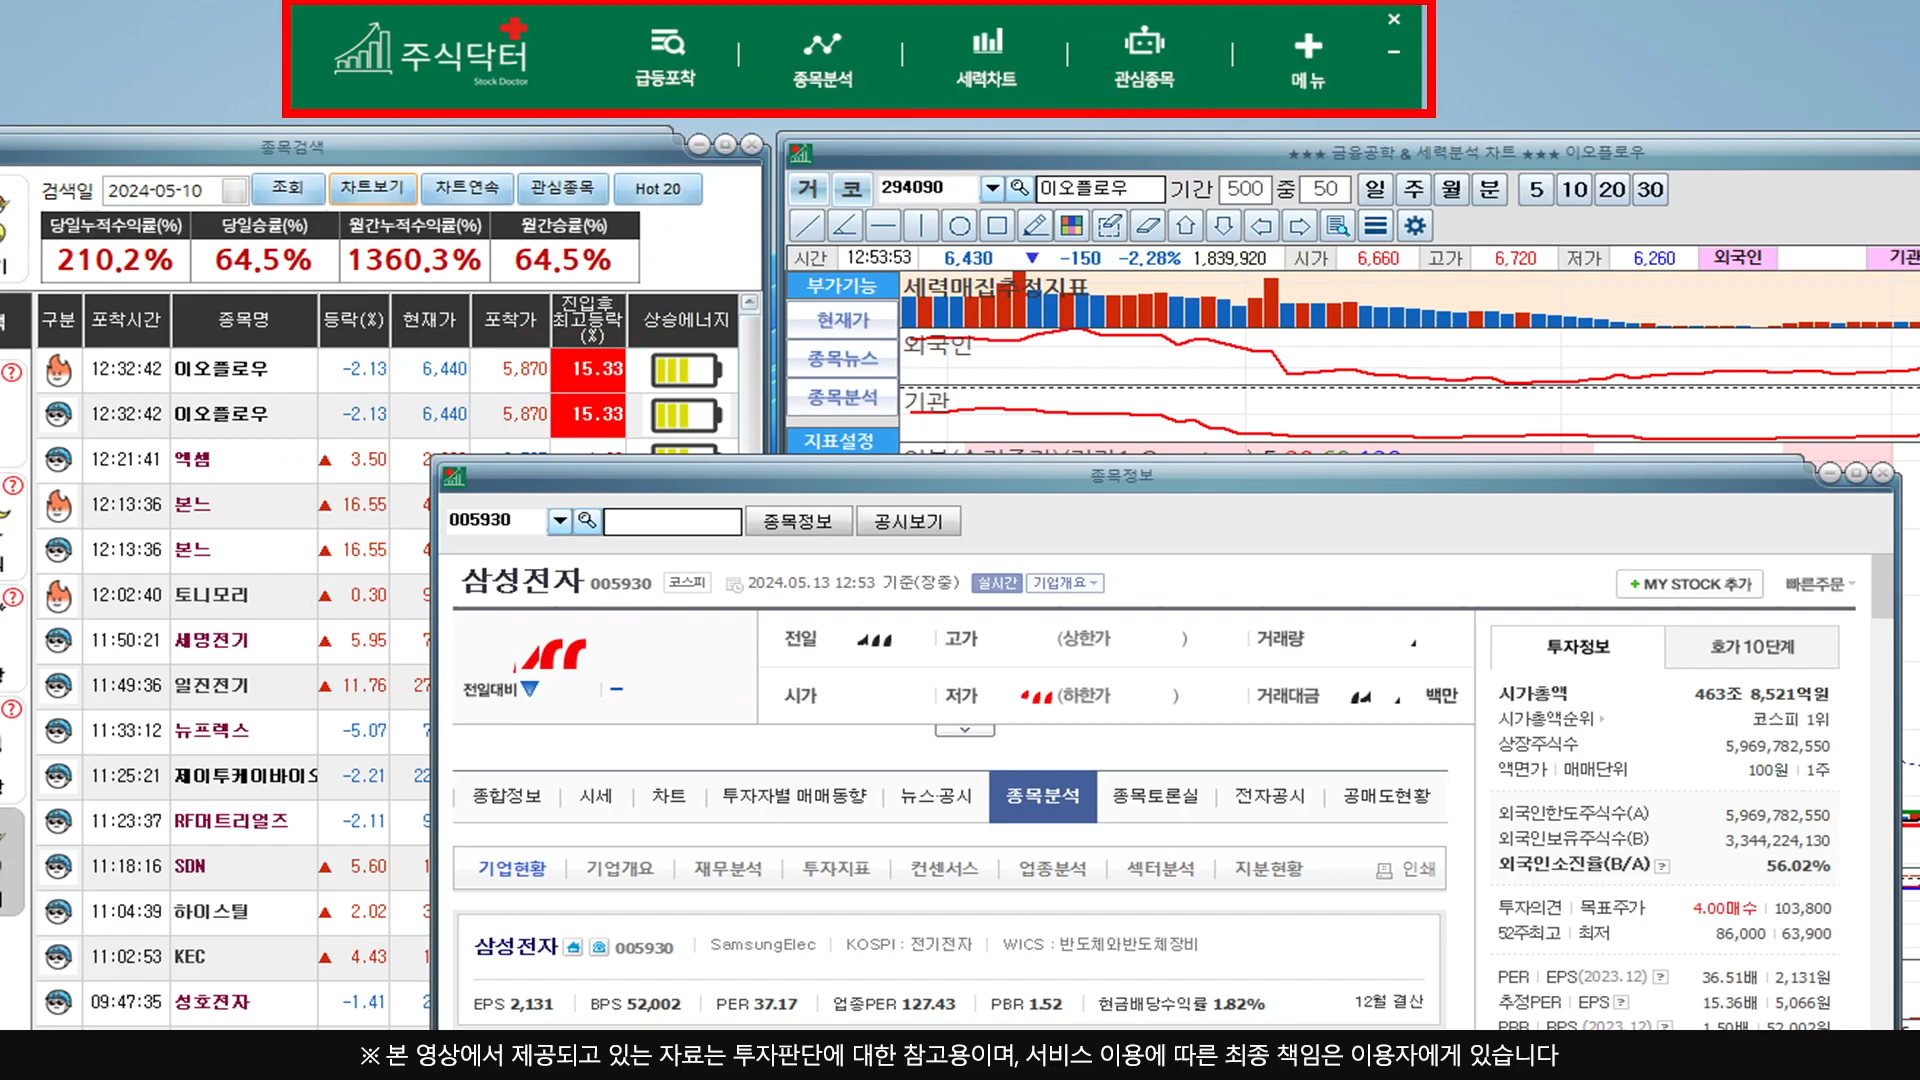 주식닥터
Stock Doctor
급등포착
종목분석
세력차트
관심종목
메뉴
종목검색
검색일 2024-05-10 조회 차트보기 차트연속 관심종목 Hot 20
당일누적수익률(%) 당일승률(%) 월간누적수익률(%) 월간승률(%)
210.2% 64.5% 1360.3% 64.5%
구분 포착시간 종목명 등락(%) 현재가 포착가 진입후 최고등락 (%) 상승에너지
12:32:42 이오플로우 -2.13 6,440 5,870 15.33
12:32:42 이오플로우 -2.13 6,440 5,870 15.33
12:21:41 엑셈 ▲ 3.50
12:13:36 본느 ▲ 16.55
12:13:36 본느 ▲ 16.55
12:02:40 토니모리 ▲ 0.30
11:50:21 세명전기 ▲ 5.95
11:49:36 일진전기 ▲ 11.76
11:33:12 뉴프렉스 -5.07
11:25:21 제이투케이바이오 -2.21
11:23:37 RF머트리얼즈 -2.11
11:18:16 SDN ▲ 5.60
11:04:39 하이스틸 ▲ 2.02
11:02:53 KEC ▲ 4.43
09:47:35 성호전자 -1.41
★★★ 금융공학 & 세력분석 차트 ★★★ 이오플로우
거 코 294090 이오플로우 기간 500 중 50 일 주 월 분 5 10 20 30
시간 12:53:53 6,430 ▼ -150 -2.28% 1,839,920 시가 6,660 고가 6,720 저가 6,260 외국인 기관
부가기능
현재가
종목뉴스
종목분석
지표설정
세력매집추정지표
외국인
기관
종목정보
005930 종목정보 공시보기
삼성전자 005930 코스피 2024.05.13 12:53 기준(장중) 실시간 기업개요 + MY STOCK 추가 빠른주문
전일대비 ▼
전일 고가 (상한가 ) 거래량
시가 저가 (하한가 ) 거래대금 백만
종합정보 시세 차트 투자자별 매매동향 뉴스·공시 종목분석 종목토론실 전자공시 공매도현황
기업현황 기업개요 재무분석 투자지표 컨센서스 업종분석 섹터분석 지분현황 인쇄
삼성전자 005930 SamsungElec KOSPI : 전기전자 WICS : 반도체와반도체장비
EPS 2,131 BPS 52,002 PER 37.17 업종PER 127.43 PBR 1.52 현금배당수익률 1.82% 12월 결산
투자정보 호가 10단계
시가총액 463조 8,521억원
시가총액순위 코스피 1위
상장주식수 5,969,782,550
액면가 매매단위 100원 1주
외국인한도주식수(A) 5,969,782,550
외국인보유주식수(B) 3,344,224,130
외국인소진율(B/A) ? 56.02%
투자의견 목표주가 4.00매수 103,800
52주최고 최저 86,000 63,900
PER EPS(2023.12) ? 36.51배 2,131원
추정PER EPS ? 15.36배 5,066원
PBR BPS (2023.12) ? 1.50배 52,002원
※ 본 영상에서 제공되고 있는 자료는 투자판단에 대한 참고용이며, 서비스 이용에 따른 최종 책임은 이용자에게 있습니다